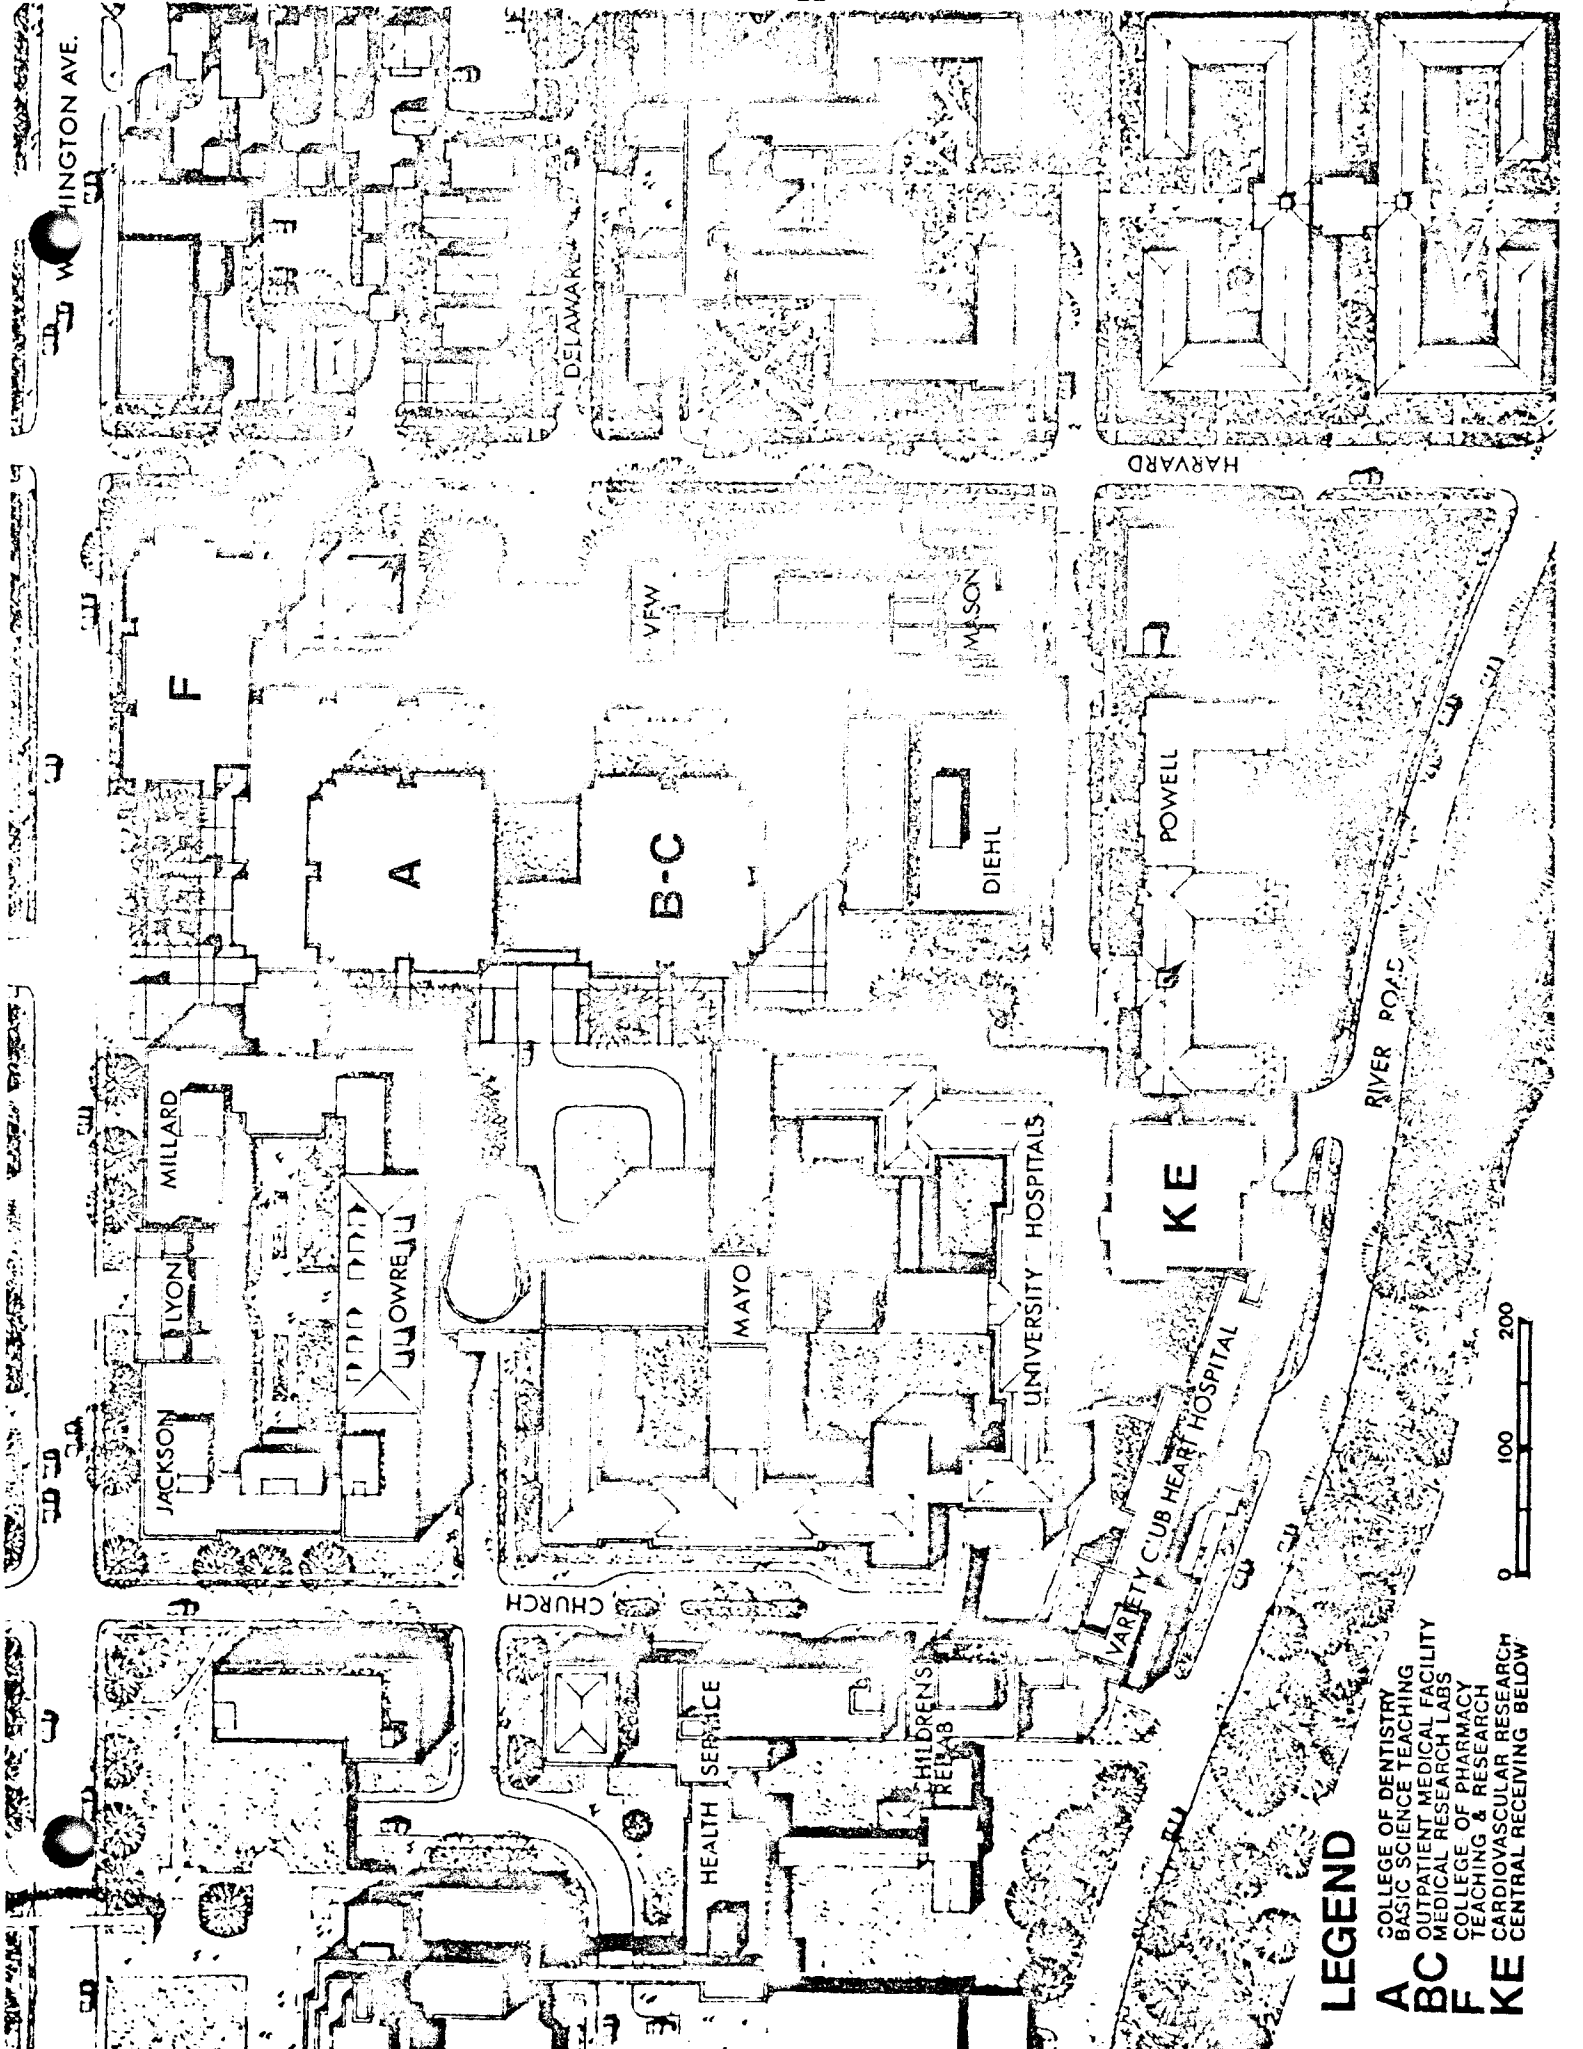 WASHINGTON AVE.
DELAWARE
HARVARD
F
VFW
MASON
A
B-C
DIEHL
POWELL
MILLARD
LYON
JACKSON
OWRE
MAYO
UNIVERSITY HOSPITALS
KE
RIVER ROAD
VARIETY CLUB HEART HOSPITAL
CHURCH
HEALTH SERVICE
CHILDREN'S
REHAB
0 100 200
LEGEND
A COLLEGE OF DENTISTRY
BASIC SCIENCE TEACHING
BC OUTPATIENT MEDICAL FACILITY
MEDICAL RESEARCH LABS
F COLLEGE OF PHARMACY
TEACHING & RESEARCH
KE CARDIOVASCULAR RESEARCH
CENTRAL RECEIVING BELOW